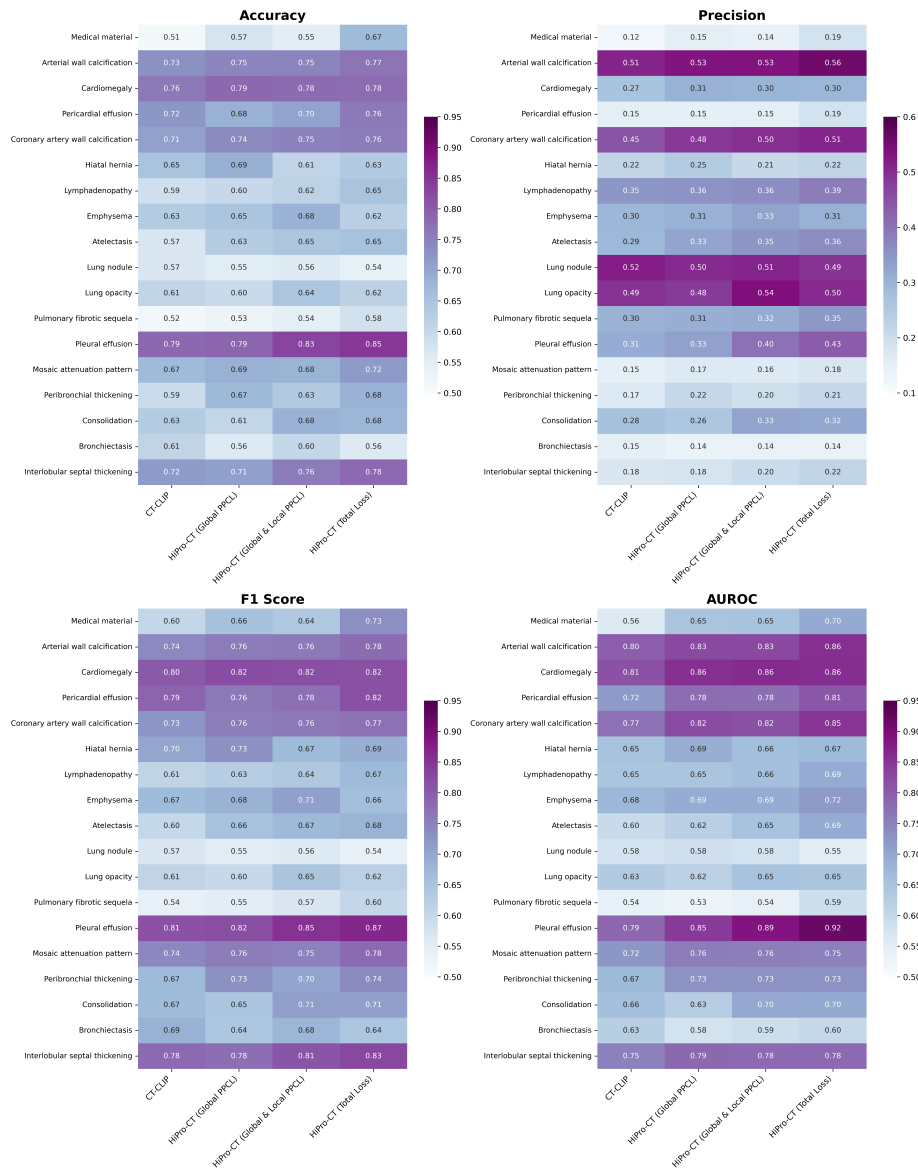 Accuracy
Medical material 0.51 0.57 0.55 0.67
Arterial wall calcification 0.73 0.75 0.75 0.77
Cardiomegaly 0.76 0.79 0.78 0.78
Pericardial effusion 0.72 0.68 0.70 0.76
Coronary artery wall calcification 0.71 0.74 0.75 0.76
Hiatal hernia 0.65 0.69 0.61 0.63
Lymphadenopathy 0.59 0.60 0.62 0.65
Emphysema 0.63 0.65 0.68 0.62
Atelectasis 0.57 0.63 0.65 0.65
Lung nodule 0.57 0.55 0.56 0.54
Lung opacity 0.61 0.60 0.64 0.62
Pulmonary fibrotic sequela 0.52 0.53 0.54 0.58
Pleural effusion 0.79 0.79 0.83 0.85
Mosaic attenuation pattern 0.67 0.69 0.68 0.72
Peribronchial thickening 0.59 0.67 0.63 0.68
Consolidation 0.63 0.61 0.68 0.68
Bronchiectasis 0.61 0.56 0.60 0.56
Interlobular septal thickening 0.72 0.71 0.76 0.78
CT-CLIP
HiPro-CT (Global PPCL)
HiPro-CT (Global & Local PPCL)
HiPro-CT (Total Loss)
0.95
0.90
0.85
0.80
0.75
0.70
0.65
0.60
0.55
0.50
Precision
Medical material 0.12 0.15 0.14 0.19
Arterial wall calcification 0.51 0.53 0.53 0.56
Cardiomegaly 0.27 0.31 0.30 0.30
Pericardial effusion 0.15 0.15 0.15 0.19
Coronary artery wall calcification 0.45 0.48 0.50 0.51
Hiatal hernia 0.22 0.25 0.21 0.22
Lymphadenopathy 0.35 0.36 0.36 0.39
Emphysema 0.30 0.31 0.33 0.31
Atelectasis 0.29 0.33 0.35 0.36
Lung nodule 0.52 0.50 0.51 0.49
Lung opacity 0.49 0.48 0.54 0.50
Pulmonary fibrotic sequela 0.30 0.31 0.32 0.35
Pleural effusion 0.31 0.33 0.40 0.43
Mosaic attenuation pattern 0.15 0.17 0.16 0.18
Peribronchial thickening 0.17 0.22 0.20 0.21
Consolidation 0.28 0.26 0.33 0.32
Bronchiectasis 0.15 0.14 0.14 0.14
Interlobular septal thickening 0.18 0.18 0.20 0.22
CT-CLIP
HiPro-CT (Global PPCL)
HiPro-CT (Global & Local PPCL)
HiPro-CT (Total Loss)
0.6
0.5
0.4
0.3
0.2
0.1
F1 Score
Medical material 0.60 0.66 0.64 0.73
Arterial wall calcification 0.74 0.76 0.76 0.78
Cardiomegaly 0.80 0.82 0.82 0.82
Pericardial effusion 0.79 0.76 0.78 0.82
Coronary artery wall calcification 0.73 0.76 0.76 0.77
Hiatal hernia 0.70 0.73 0.67 0.69
Lymphadenopathy 0.61 0.63 0.64 0.67
Emphysema 0.67 0.68 0.71 0.66
Atelectasis 0.60 0.66 0.67 0.68
Lung nodule 0.57 0.55 0.56 0.54
Lung opacity 0.61 0.60 0.65 0.62
Pulmonary fibrotic sequela 0.54 0.55 0.57 0.60
Pleural effusion 0.81 0.82 0.85 0.87
Mosaic attenuation pattern 0.74 0.76 0.75 0.78
Peribronchial thickening 0.67 0.73 0.70 0.74
Consolidation 0.67 0.65 0.71 0.71
Bronchiectasis 0.69 0.64 0.68 0.64
Interlobular septal thickening 0.78 0.78 0.81 0.83
CT-CLIP
HiPro-CT (Global PPCL)
HiPro-CT (Global & Local PPCL)
HiPro-CT (Total Loss)
0.95
0.90
0.85
0.80
0.75
0.70
0.65
0.60
0.55
0.50
AUROC
Medical material 0.56 0.65 0.65 0.70
Arterial wall calcification 0.80 0.83 0.83 0.86
Cardiomegaly 0.81 0.86 0.86 0.86
Pericardial effusion 0.72 0.78 0.78 0.81
Coronary artery wall calcification 0.77 0.82 0.82 0.85
Hiatal hernia 0.65 0.69 0.66 0.67
Lymphadenopathy 0.65 0.65 0.66 0.69
Emphysema 0.68 0.69 0.69 0.72
Atelectasis 0.60 0.62 0.65 0.69
Lung nodule 0.58 0.58 0.58 0.55
Lung opacity 0.63 0.62 0.65 0.65
Pulmonary fibrotic sequela 0.54 0.53 0.54 0.59
Pleural effusion 0.79 0.85 0.89 0.92
Mosaic attenuation pattern 0.72 0.76 0.76 0.75
Peribronchial thickening 0.67 0.73 0.73 0.73
Consolidation 0.66 0.63 0.70 0.70
Bronchiectasis 0.63 0.58 0.59 0.60
Interlobular septal thickening 0.75 0.79 0.78 0.78
CT-CLIP
HiPro-CT (Global PPCL)
HiPro-CT (Global & Local PPCL)
HiPro-CT (Total Loss)
0.95
0.90
0.85
0.80
0.75
0.70
0.65
0.60
0.55
0.50